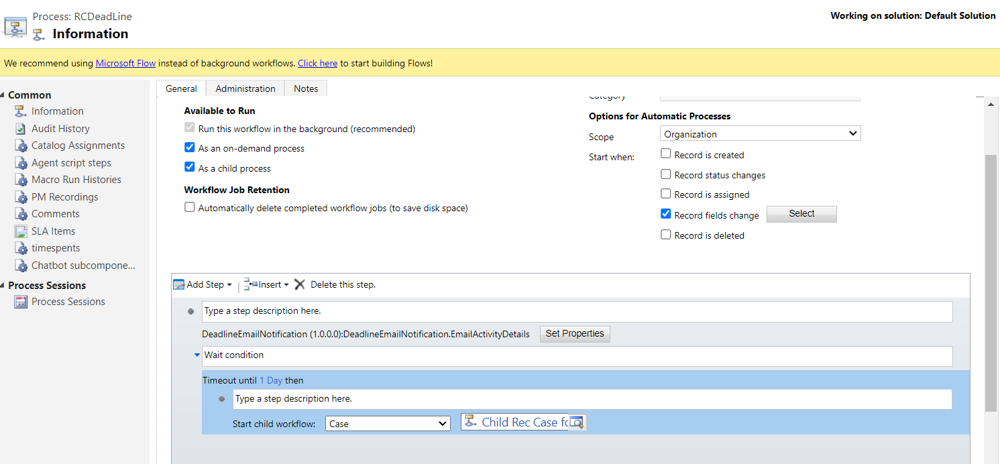 Process: RCDeadLine
Information
Working on solution: Default Solution
We recommend using Microsoft Flow instead of background workflows. Click here to start building Flows!
Common
Information
Audit History
Catalog Assignments
Agent script steps
Macro Run Histories
PM Recordings
Comments
SLA Items
timespents
Chatbot subcompone...
Process Sessions
Process Sessions
General Administration Notes
Available to Run
Run this workflow in the background (recommended)
As an on-demand process
As a child process
Workflow Job Retention
Automatically delete completed workflow jobs (to save disk space)
Category
Options for Automatic Processes
Scope Organization
Start when: Record is created
Record status changes
Record is assigned
Record fields change Select
Record is deleted
Add Step Insert Delete this step.
Type a step description here.
DeadlineEmailNotification (1.0.0.0):DeadlineEmailNotification.EmailActivityDetails Set Properties
Wait condition
Timeout until 1 Day then
Type a step description here.
Start child workflow: Case Child Rec Case fo